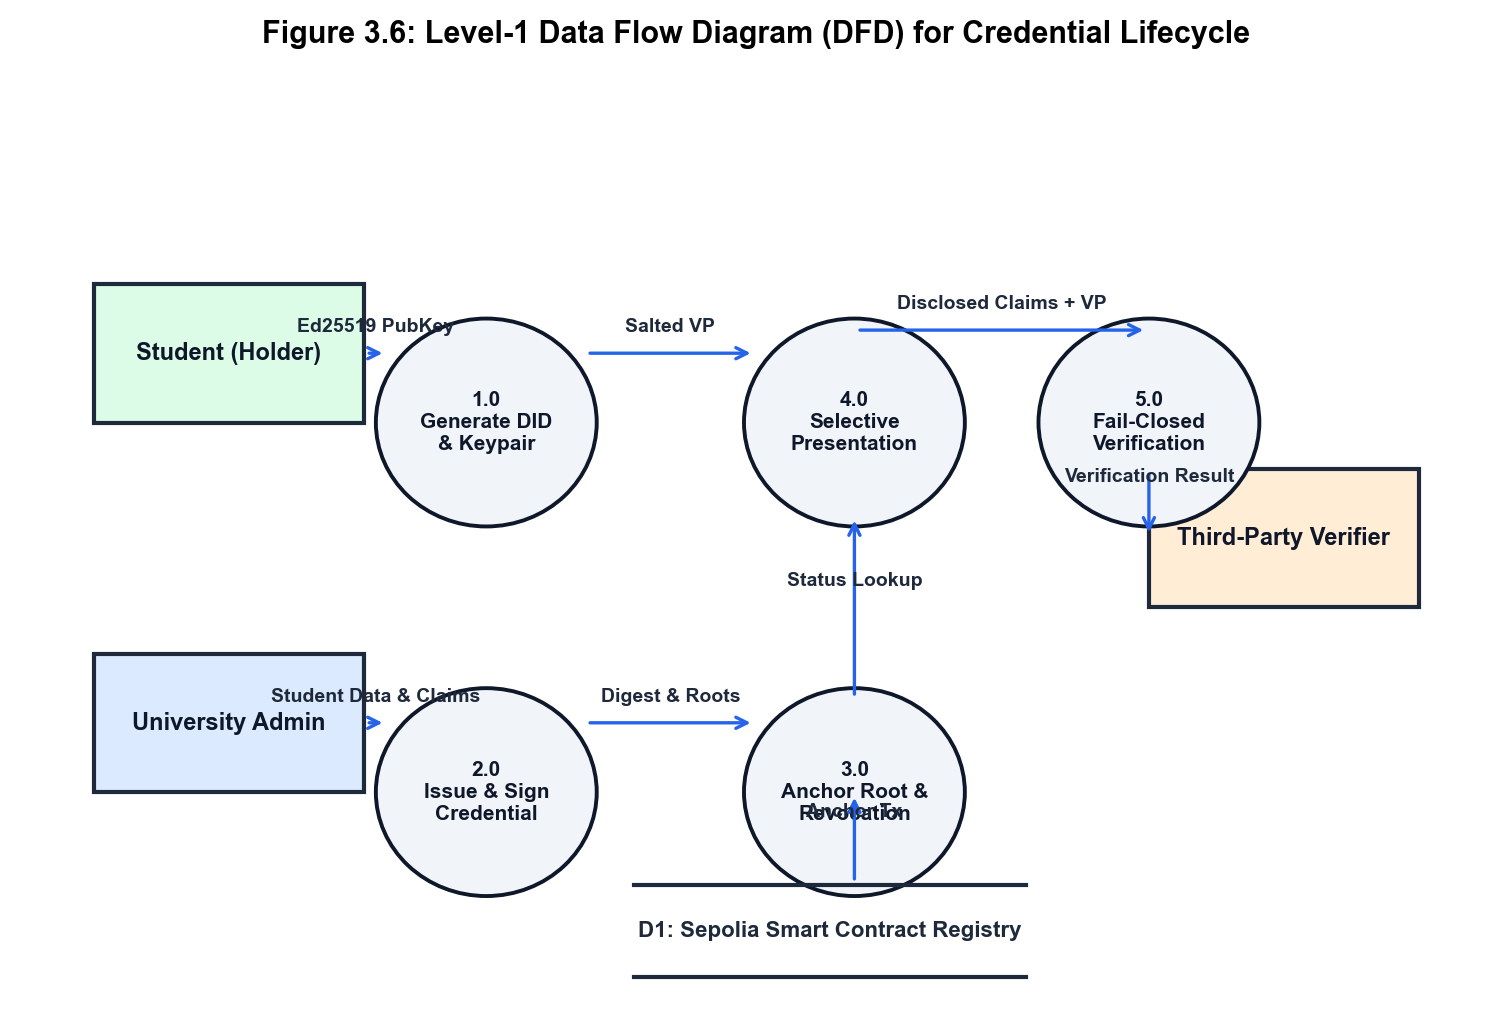 Figure 3.6: Level-1 Data Flow Diagram (DFD) for Credential Lifecycle
Disclosed Claims + VP
Ed25519 PubKey
Salted VP
Student (Holder)
1.0
Generate DID
& Keypair
4.0
Selective
Presentation
5.0
Fail-Closed
Verification
Verification Result
Third-Party Verifier
Status Lookup
Student Data & Claims
Digest & Roots
University Admin
2.0
Issue & Sign
Credential
3.0
Anchor Root &
Revocation
Anchor Tx
D1: Sepolia Smart Contract Registry